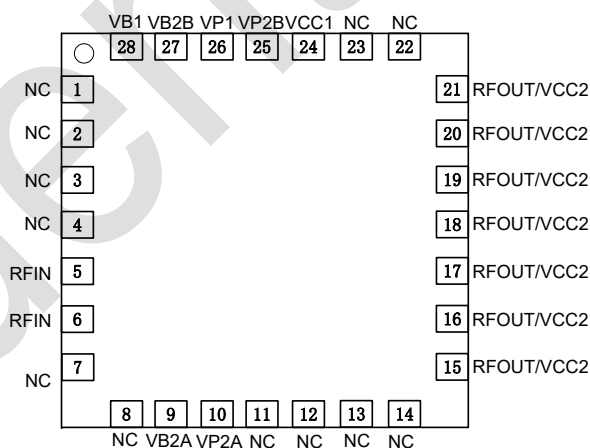 VB1 VB2B VP1 VP2B VCC1 NC NC
28 27 26 25 24 23 22
NC 1 21 RFOUT/VCC2
NC 2 20 RFOUT/VCC2
NC 3 19 RFOUT/VCC2
NC 4 18 RFOUT/VCC2
RFIN 5 17 RFOUT/VCC2
RFIN 6 16 RFOUT/VCC2
NC 7 15 RFOUT/VCC2
8 9 10 11 12 13 14
NC VB2A VP2A NC NC NC NC